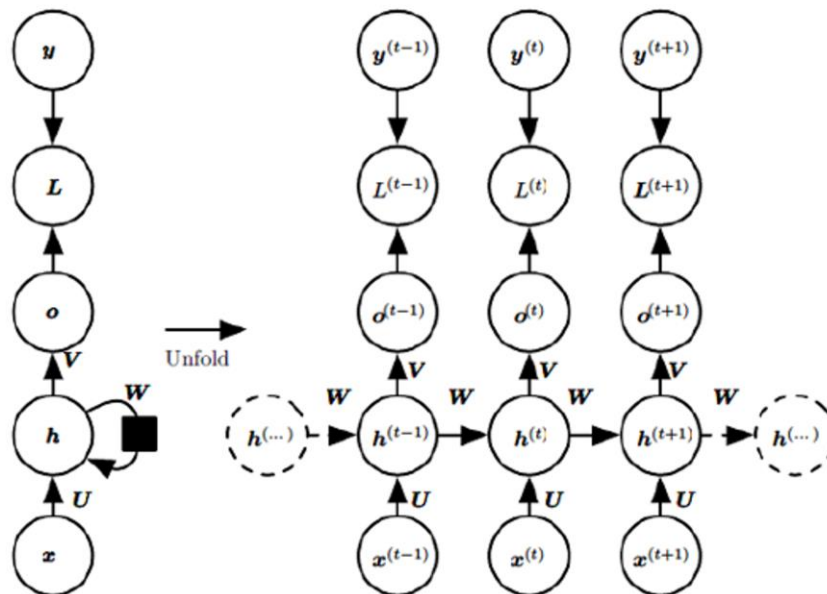 y y^(t−1) y^(t) y^(t+1)
L L^(t−1) L^(t) L^(t+1)
o o^(t−1) o^(t) o^(t+1)
Unfold
V V V V
W W W W W
h h^(...) h^(t−1) h^(t) h^(t+1) h^(...)
U U U U
x x^(t−1) x^(t) x^(t+1)